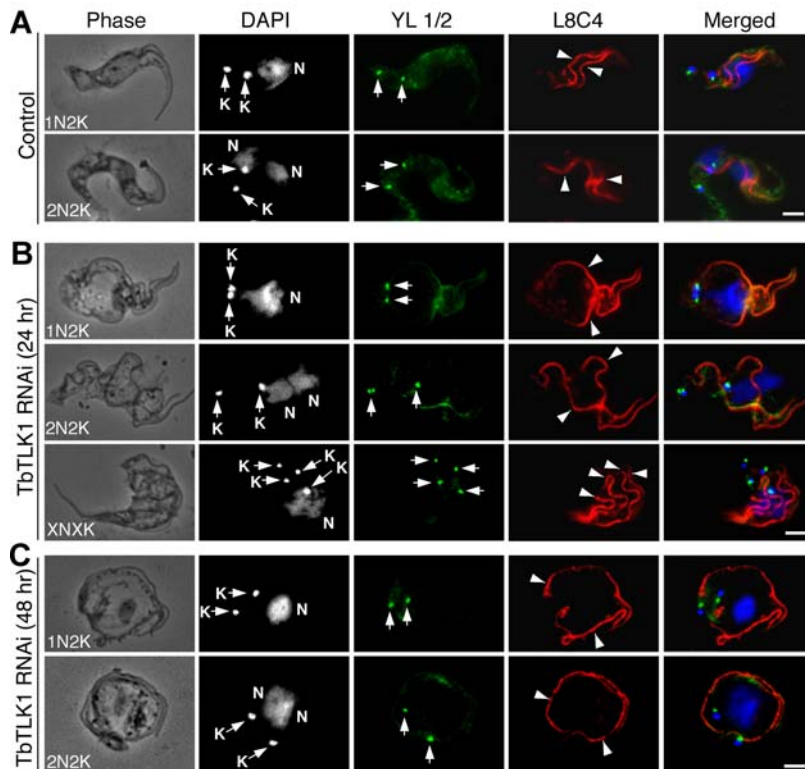 Phase DAPI YL 1/2 L8C4 Merged
A
Control
1N2K
K K N
2N2K
N
K N
K
B
TbTLK1 RNAi (24 hr)
1N2K
K
N
K
2N2K
K K N N
XNXK
K K
K K
N
C
TbTLK1 RNAi (48 hr)
1N2K
K
K N
2N2K
N
K
K